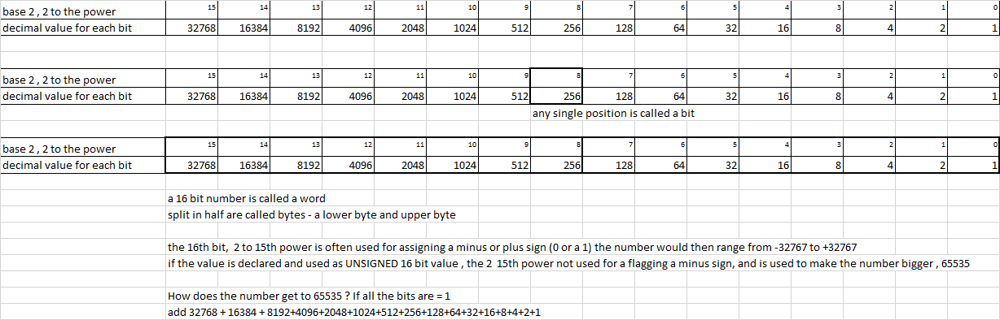 base 2 , 2 to the power 15 14 13 12 11 10 9 8 7 6 5 4 3 2 1 0
decimal value for each bit 32768 16384 8192 4096 2048 1024 512 256 128 64 32 16 8 4 2 1
base 2 , 2 to the power 15 14 13 12 11 10 9 8 7 6 5 4 3 2 1 0
decimal value for each bit 32768 16384 8192 4096 2048 1024 512 256 128 64 32 16 8 4 2 1
any single position is called a bit
base 2 , 2 to the power 15 14 13 12 11 10 9 8 7 6 5 4 3 2 1 0
decimal value for each bit 32768 16384 8192 4096 2048 1024 512 256 128 64 32 16 8 4 2 1
a 16 bit number is called a word
split in half are called bytes - a lower byte and upper byte
the 16th bit,  2 to 15th power is often used for assigning a minus or plus sign (0 or a 1) the number would then range from -32767 to +32767
if the value is declared and used as UNSIGNED 16 bit value , the 2  15th power not used for a flagging a minus sign, and is used to make the number bigger , 65535
How does the number get to 65535 ? If all the bits are = 1
add 32768 + 16384 + 8192+4096+2048+1024+512+256+128+64+32+16+8+4+2+1